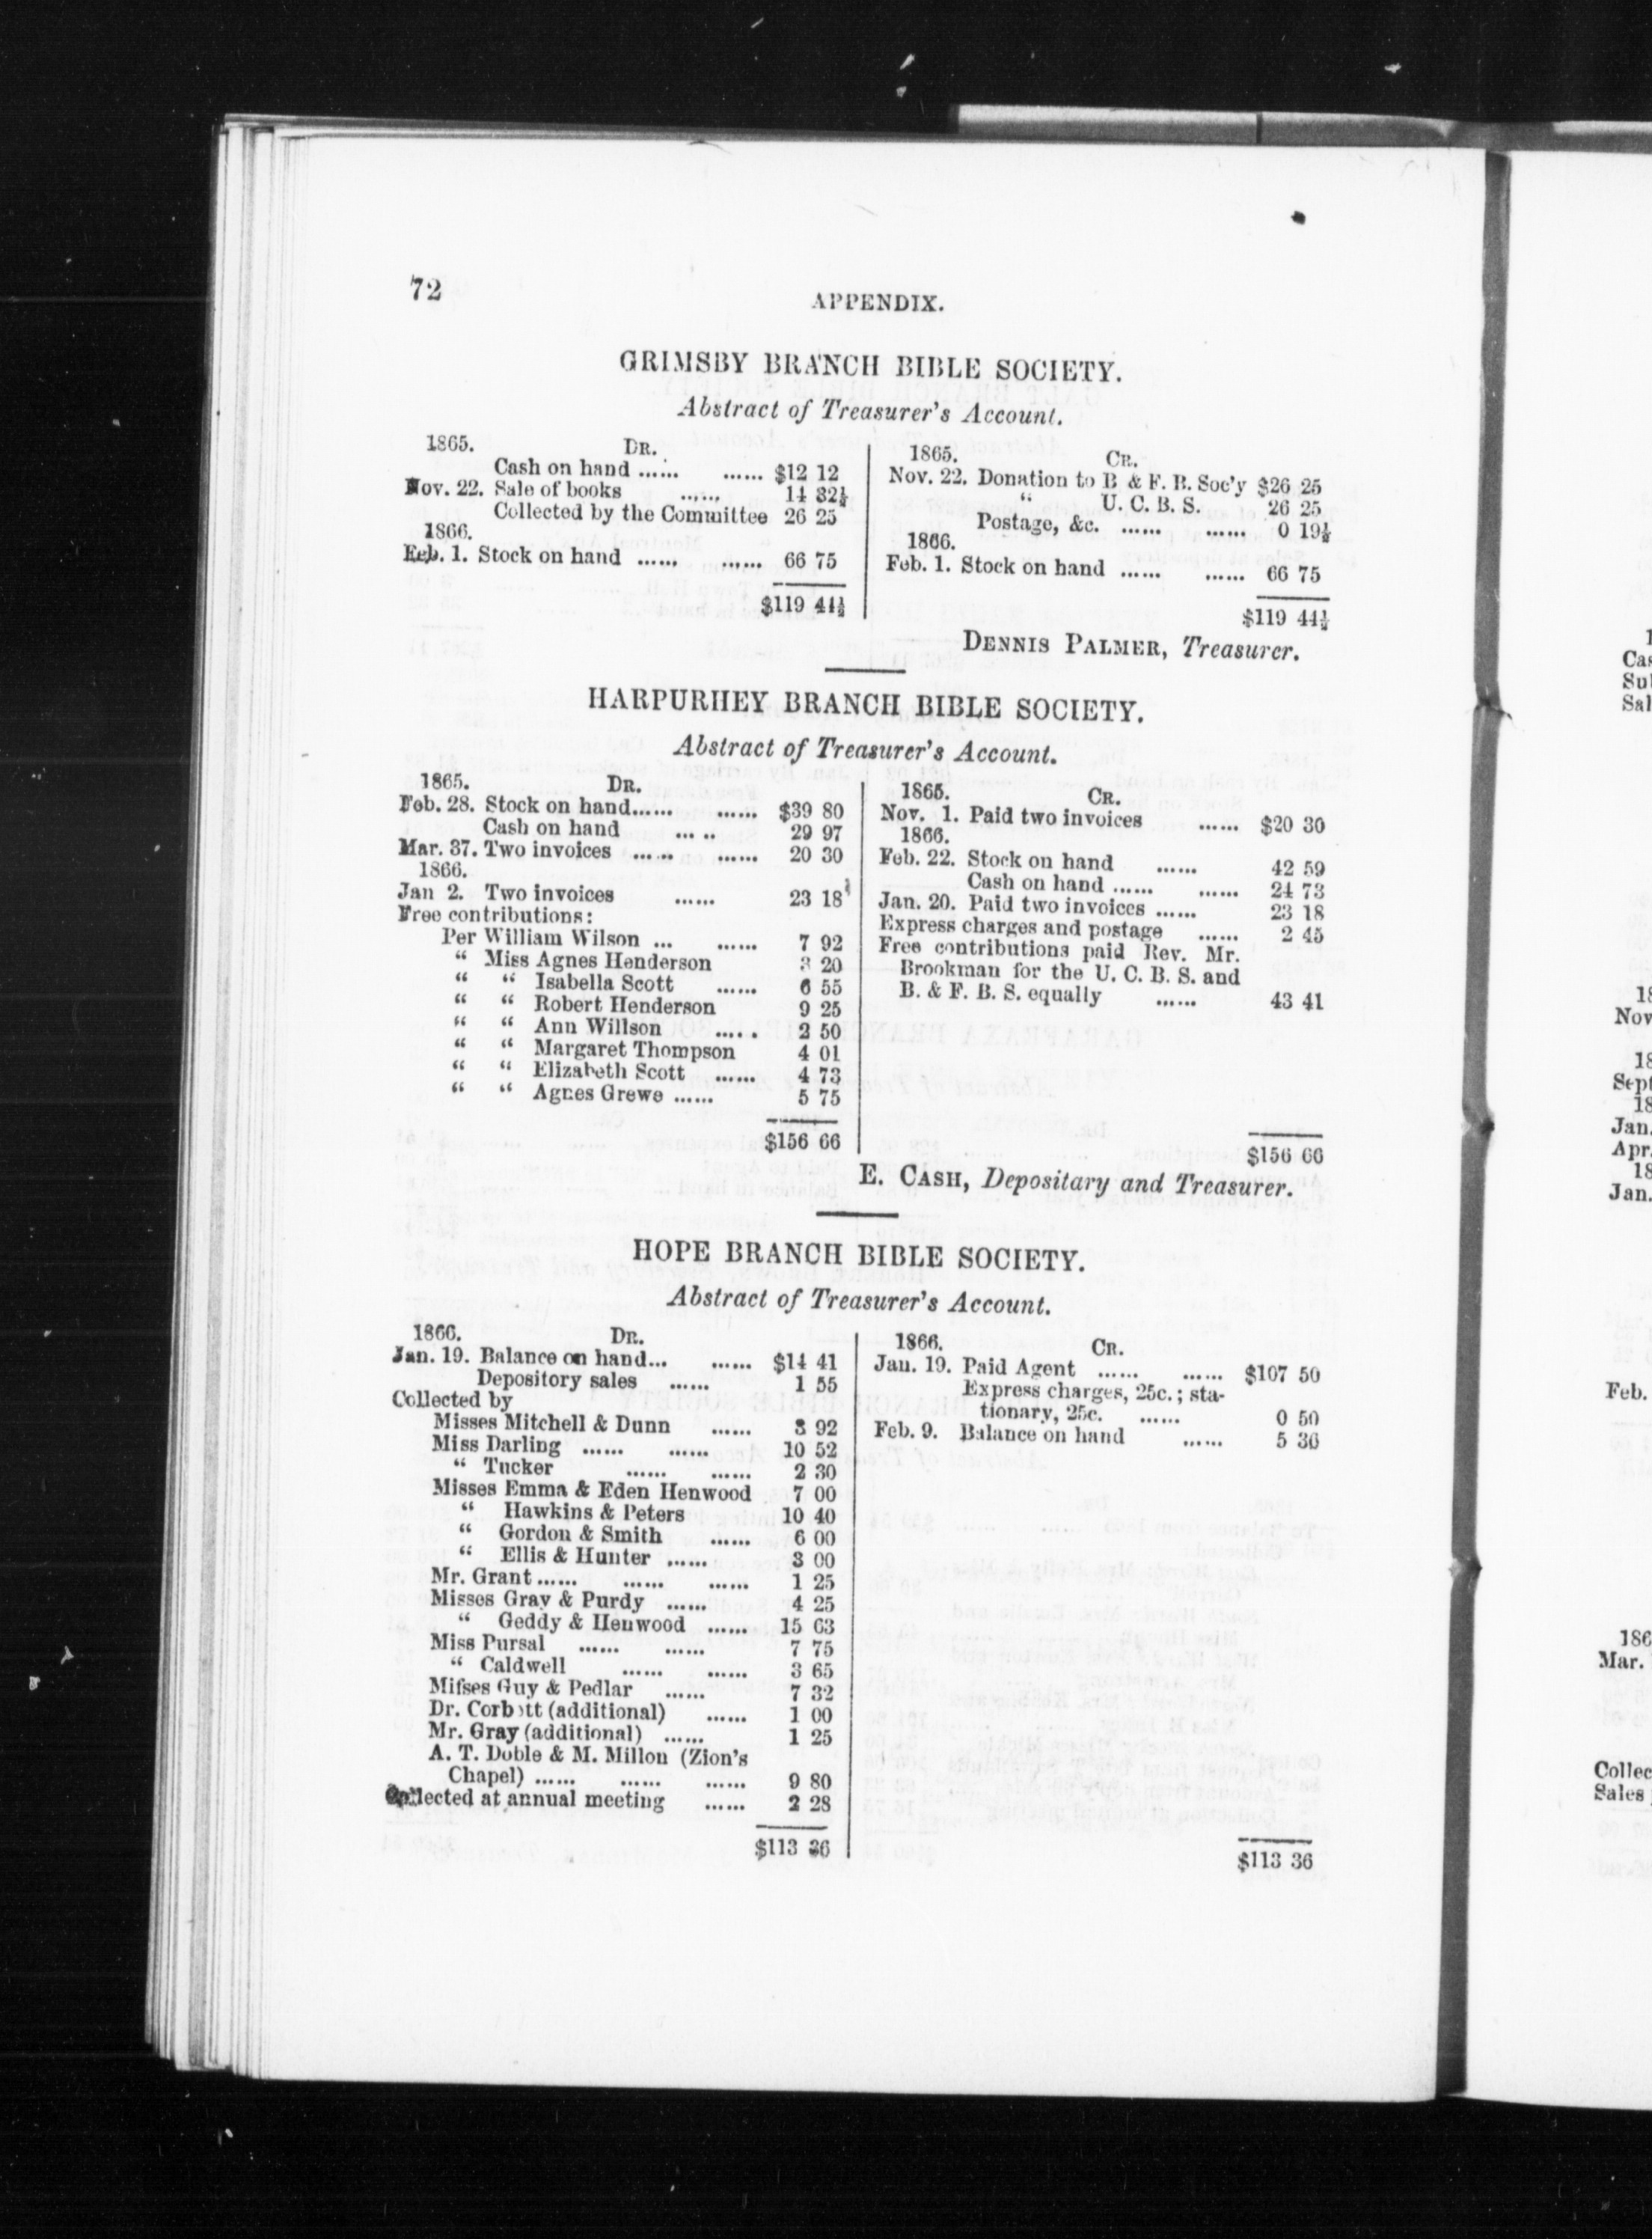 72
APPENDIX.
GRIMSBY BRANCH BIBLE SOCIETY.
Abstract of Treasurer's Account.
1865. DR.
Cash on hand ...... ...... $12 12
Nov. 22. Sale of books ...... 14 32½
Collected by the Committee 26 25
1866.
Feb. 1. Stock on hand ...... ...... 66 75
$119 44½
1865. CR.
Nov. 22. Donation to B & F. B. Soc'y $26 25
“ U. C. B. S. 26 25
Postage, &c. ...... ...... 0 19½
1866.
Feb. 1. Stock on hand ...... ...... 66 75
$119 44½
DENNIS PALMER, Treasurer.
HARPURHEY BRANCH BIBLE SOCIETY.
Abstract of Treasurer's Account.
1865. DR.
Feb. 28. Stock on hand...... ...... $39 80
Cash on hand ... .. 29 97
Mar. 37. Two invoices ...... ...... 20 30
1866.
Jan 2. Two invoices ...... 23 18
Free contributions:
Per William Wilson ... ...... 7 92
“ Miss Agnes Henderson 3 20
“ “ Isabella Scott ...... 6 55
“ “ Robert Henderson 9 25
“ “ Ann Willson ..... . 2 50
“ “ Margaret Thompson 4 01
“ “ Elizabeth Scott ...... 4 73
“ “ Agnes Grewe ...... 5 75
$156 66
1865. CR.
Nov. 1. Paid two invoices ...... $20 30
1866.
Feb. 22. Stock on hand ...... 42 59
Cash on hand ...... ...... 24 73
Jan. 20. Paid two invoices ...... 23 18
Express charges and postage ...... 2 45
Free contributions paid Rev. Mr.
Brookman for the U. C. B. S. and
B. & F. B. S. equally ...... 43 41
$156 66
E. CASH, Depositary and Treasurer.
HOPE BRANCH BIBLE SOCIETY.
Abstract of Treasurer's Account.
1866. DR.
Jan. 19. Balance on hand... ...... $14 41
Depository sales ...... 1 55
Collected by
Misses Mitchell & Dunn ...... 3 92
Miss Darling ...... ...... 10 52
“ Tucker ...... ...... 2 30
Misses Emma & Eden Henwood 7 00
“ Hawkins & Peters 10 40
“ Gordon & Smith ...... 6 00
“ Ellis & Hunter ...... 3 00
Mr. Grant...... ...... ...... 1 25
Misses Gray & Purdy ...... 4 25
“ Geddy & Henwood ...... 15 63
Miss Pursal ...... ...... 7 75
“ Caldwell ...... ...... 3 65
Misses Guy & Pedlar ...... 7 32
Dr. Corbett (additional) ...... 1 00
Mr. Gray (additional) ...... 1 25
A. T. Doble & M. Millon (Zion's
Chapel) ...... ...... ...... 9 80
Collected at annual meeting ...... 2 28
$113 36
1866. CR.
Jan. 19. Paid Agent ...... ...... $107 50
Express charges, 25c.; sta-
tionary, 25c. ...... 0 50
Feb. 9. Balance on hand ...... 5 36
$113 36
Nov
Sept
Jan.
Apr.
Jan.
Feb.
Mar.
Collec
Sales